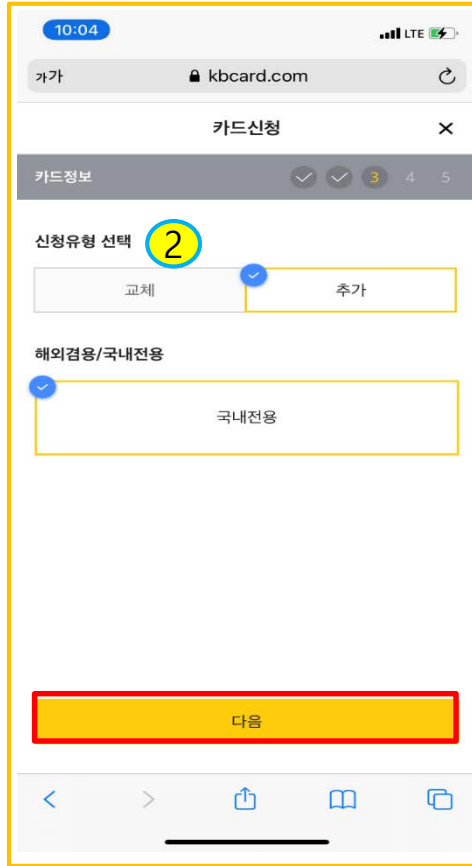 10:04 LTE
가가 kbcard.com
카드신청
카드정보 3 4 5
신청유형 선택 2
교체 추가
해외겸용/국내전용
국내전용
다음